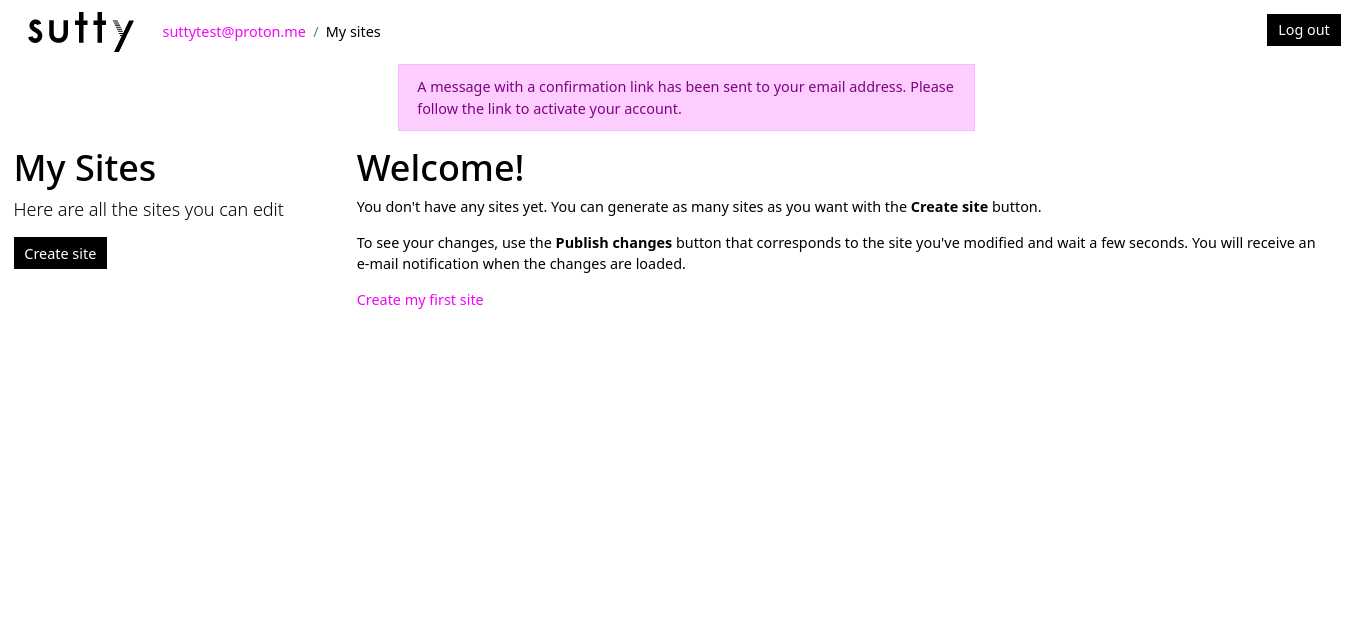 sutty
suttytest@proton.me / My sites
Log out
A message with a confirmation link has been sent to your email address. Please
follow the link to activate your account.
My Sites
Here are all the sites you can edit
Create site
Welcome!
You don't have any sites yet. You can generate as many sites as you want with the Create site button.
To see your changes, use the Publish changes button that corresponds to the site you've modified and wait a few seconds. You will receive an
e-mail notification when the changes are loaded.
Create my first site